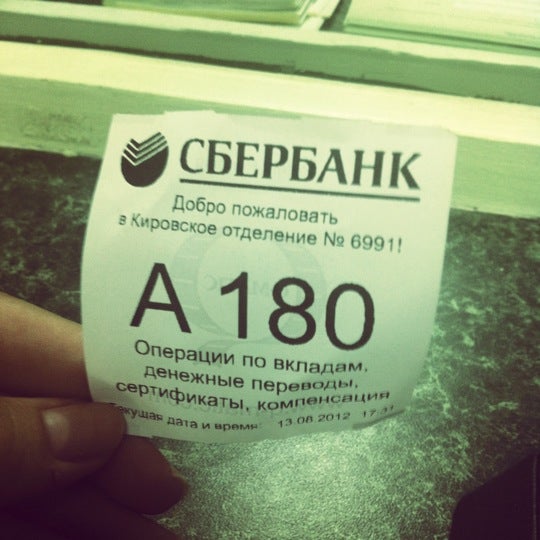 СБЕРБАНК
Добро пожаловать
в Кировское отделение № 6991!
А 180
Операции по вкладам,
денежные переводы,
сертификаты, компенсация
Текущая дата и время: 13.08.2012 17:31